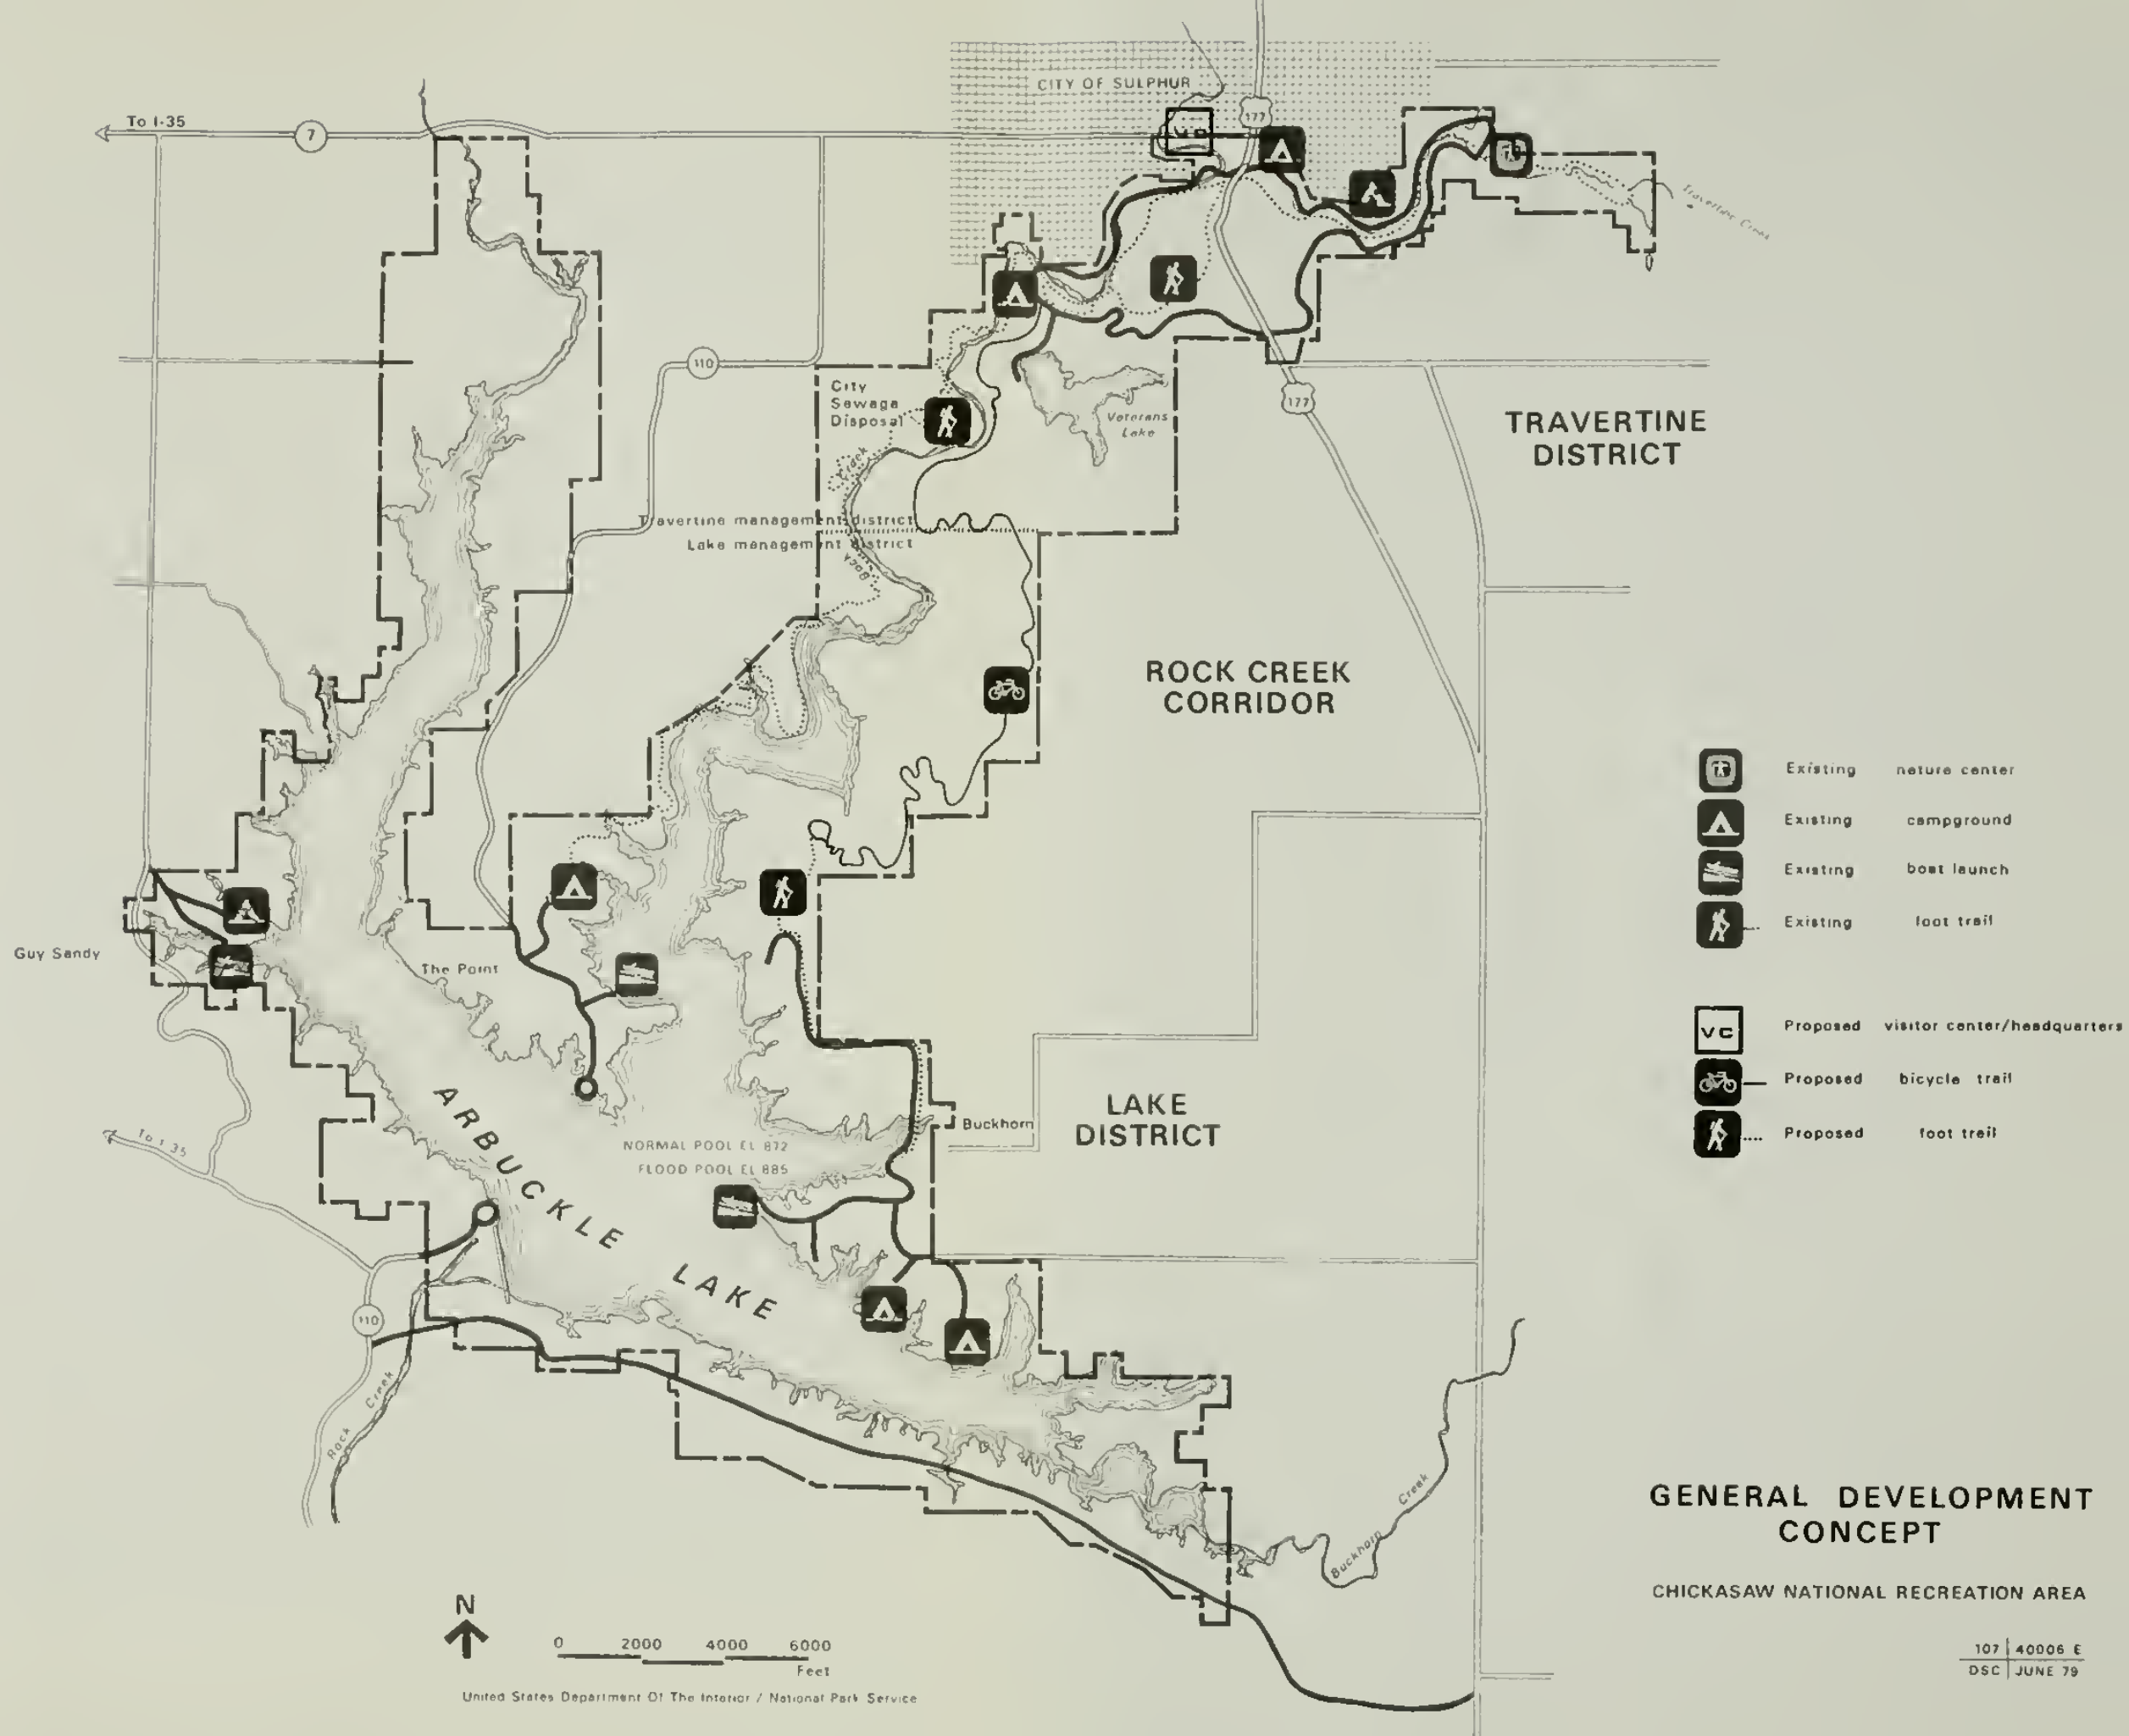 CITY OF SULPHUR
To I-35
7
177
VC
Travertine Creek
110
City
Sewage
Disposal
Veterans
Lake
177
TRAVERTINE
DISTRICT
Creek
Travertine management district
Lake management district
Rock
ROCK CREEK
CORRIDOR
Existing nature center
Existing campground
Existing boat launch
Existing foot trail
Guy Sandy
The Point
VC Proposed visitor center/headquarters
Proposed bicycle trail
Proposed foot trail
ARBUCKLE
LAKE
LAKE
DISTRICT
Buckhorn
To I-35
NORMAL POOL EL 872
FLOOD POOL EL 885
110
Rock Creek
Buckhorn Creek
GENERAL DEVELOPMENT
CONCEPT
CHICKASAW NATIONAL RECREATION AREA
N
0 2000 4000 6000
Feet
United States Department Of The Interior / National Park Service
107 40006 E
DSC JUNE 79